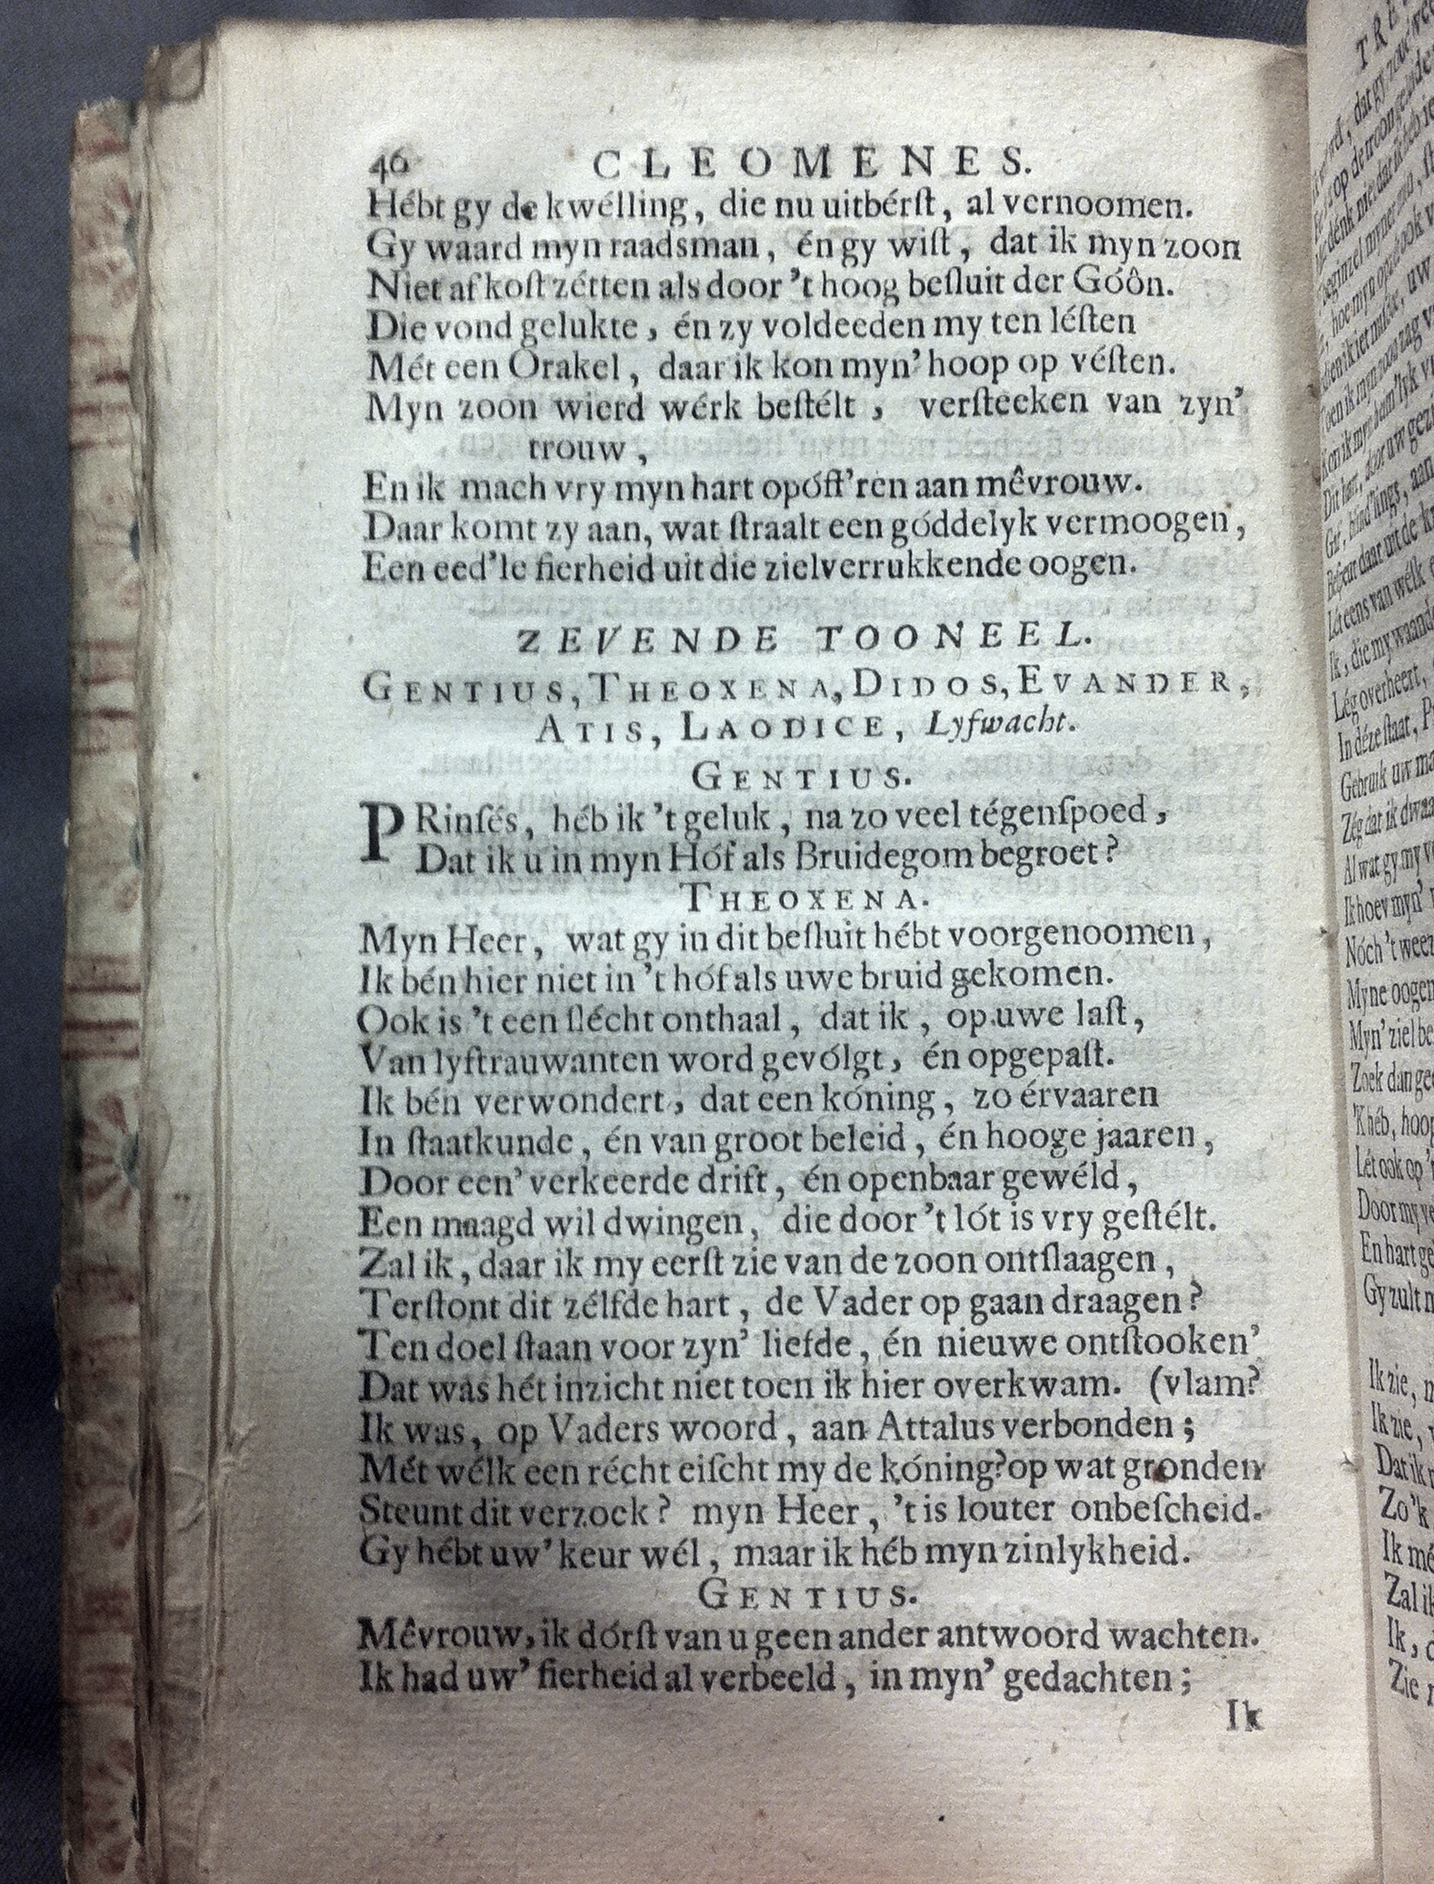 46 CLEOMENES.
Hébt gy de kwélling, die nu uitbérſt, al vernoomen.
Gy waard myn raadsman, én gy wiſt, dat ik myn zoon
Niet af koſt zétten als door 't hoog beſluit der Góôn.
Die vond gelukte, én zy voldeeden my ten léſten
Mét een Orakel, daar ik kon myn' hoop op véſten.
Myn zoon wierd wérk beſtélt, verſteeken van zyn'
trouw,
En ik mach vry myn hart opóff'ren aan mêvrouw.
Daar komt zy aan, wat ſtraalt een góddelyk vermoogen,
Een eed'le fierheid uit die zielverrukkende oogen.
ZEVENDE TOONEEL.
GENTIUS, THEOXENA, DIDOS, EVANDER,
ATIS, LAODICE, Lyfwacht.
GENTIUS.
PRinſés, héb ik 't geluk, na zo veel tégenſpoed,
Dat ik u in myn Hóf als Bruidegom begroet?
THEOXENA.
Myn Heer, wat gy in dit beſluit hébt voorgenoomen,
Ik bén hier niet in 't hóf als uwe bruid gekomen.
Ook is 't een ſlécht onthaal, dat ik, op uwe laſt,
Van lyftrauwanten word gevólgt, én opgepaſt.
Ik bén verwondert, dat een kóning, zo érvaaren
In ſtaatkunde, én van groot beleid, én hooge jaaren,
Door een' verkeerde drift, én openbaar gewéld,
Een maagd wil dwingen, die door 't lót is vry geſtélt.
Zal ik, daar ik my eerſt zie van de zoon ontſlaagen,
Terſtont dit zélfde hart, de Vader op gaan draagen?
Ten doel ſtaan voor zyn' liefde, én nieuwe ontſtooken'
Dat was hét inzicht niet toen ik hier overkwam. (vlam?
Ik was, op Vaders woord, aan Attalus verbonden;
Mét wélk een récht eiſcht my de kóning? op wat gronden
Steunt dit verzoek? myn Heer, 't is louter onbeſcheid.
Gy hébt uw' keur wél, maar ik héb myn zinlykheid.
GENTIUS.
Mêvrouw, ik dórſt van u geen ander antwoord wachten.
Ik had uw' fierheid al verbeeld, in myn' gedachten;
Ik